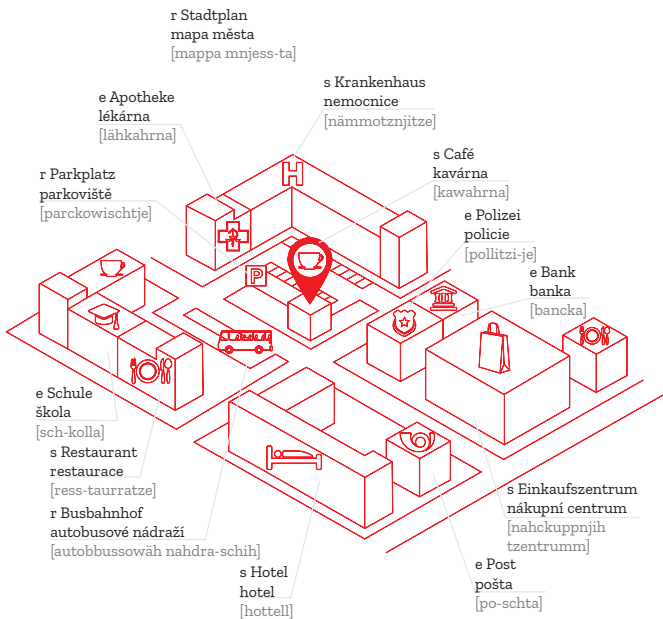 r Stadtplan
mapa města
[mappa mnjess-ta]
s Krankenhaus
nemocnice
[nämmotznjitze]
e Apotheke
lékárna
[lähkahrna]
s Café
kavárna
[kawahrna]
r Parkplatz
parkoviště
[parckowischtje]
e Polizei
policie
[pollitzi-je]
e Bank
banka
[bancka]
H
P
e Schule
škola
[sch-kolla]
s Restaurant
restaurace
[ress-taurratze]
r Busbahnhof
autobusové nádraží
[autobbussowäh nahdra-schih]
s Hotel
hotel
[hottell]
s Einkaufszentrum
nákupní centrum
[nahckuppnjih
tzentrumm]
e Post
pošta
[po-schta]